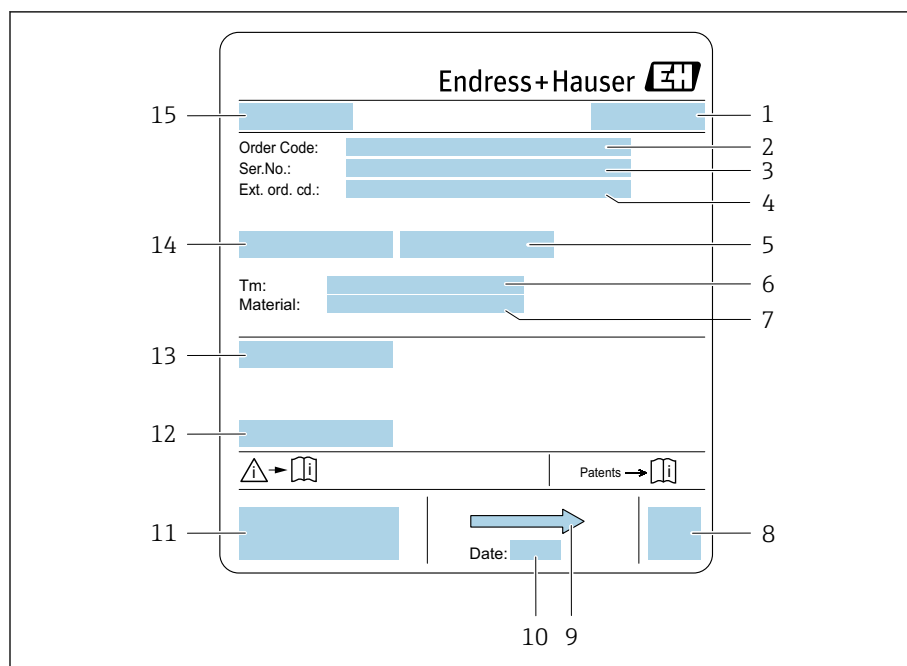 Endress+Hauser EH
15
1
Order Code:
2
Ser.No.:
3
Ext. ord. cd.:
4
14
5
Tm:
6
Material:
7
13
12
i i
Patents i
11
8
Date:
10 9